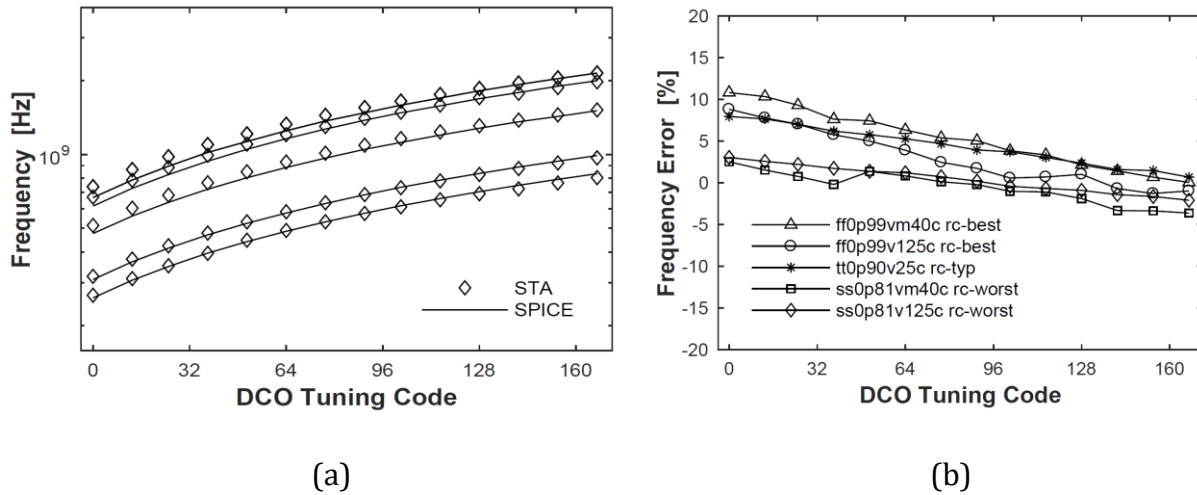 Frequency [Hz]
10⁹
STA
SPICE
0 32 64 96 128 160
DCO Tuning Code
(a)
Frequency Error [%]
20
15
10
5
0
-5
-10
-15
-20
ff0p99vm40c rc-best
ff0p99v125c rc-best
tt0p90v25c rc-typ
ss0p81vm40c rc-worst
ss0p81v125c rc-worst
0 32 64 96 128 160
DCO Tuning Code
(b)